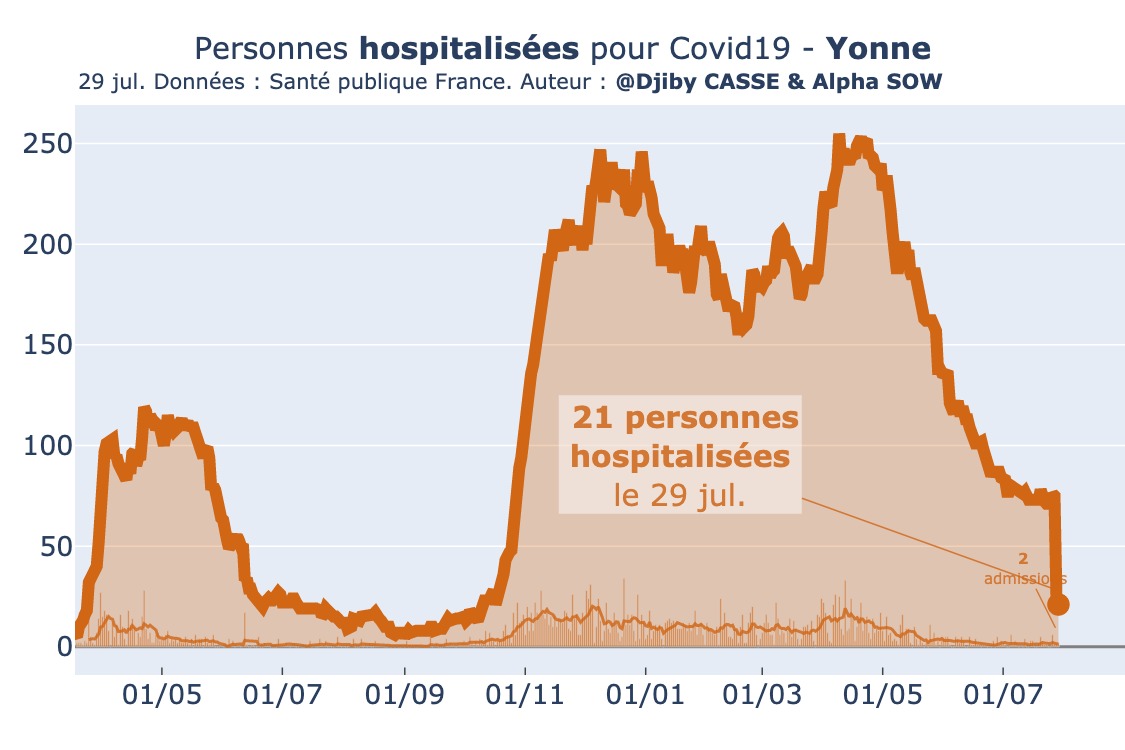 Personnes hospitalisées pour Covid19 - Yonne
29 jul. Données : Santé publique France. Auteur : @Djiby CASSE & Alpha SOW
250
200
150
100
50
0
21 personnes
hospitalisées
le 29 jul.
2
admissions
01/05 01/07 01/09 01/11 01/01 01/03 01/05 01/07